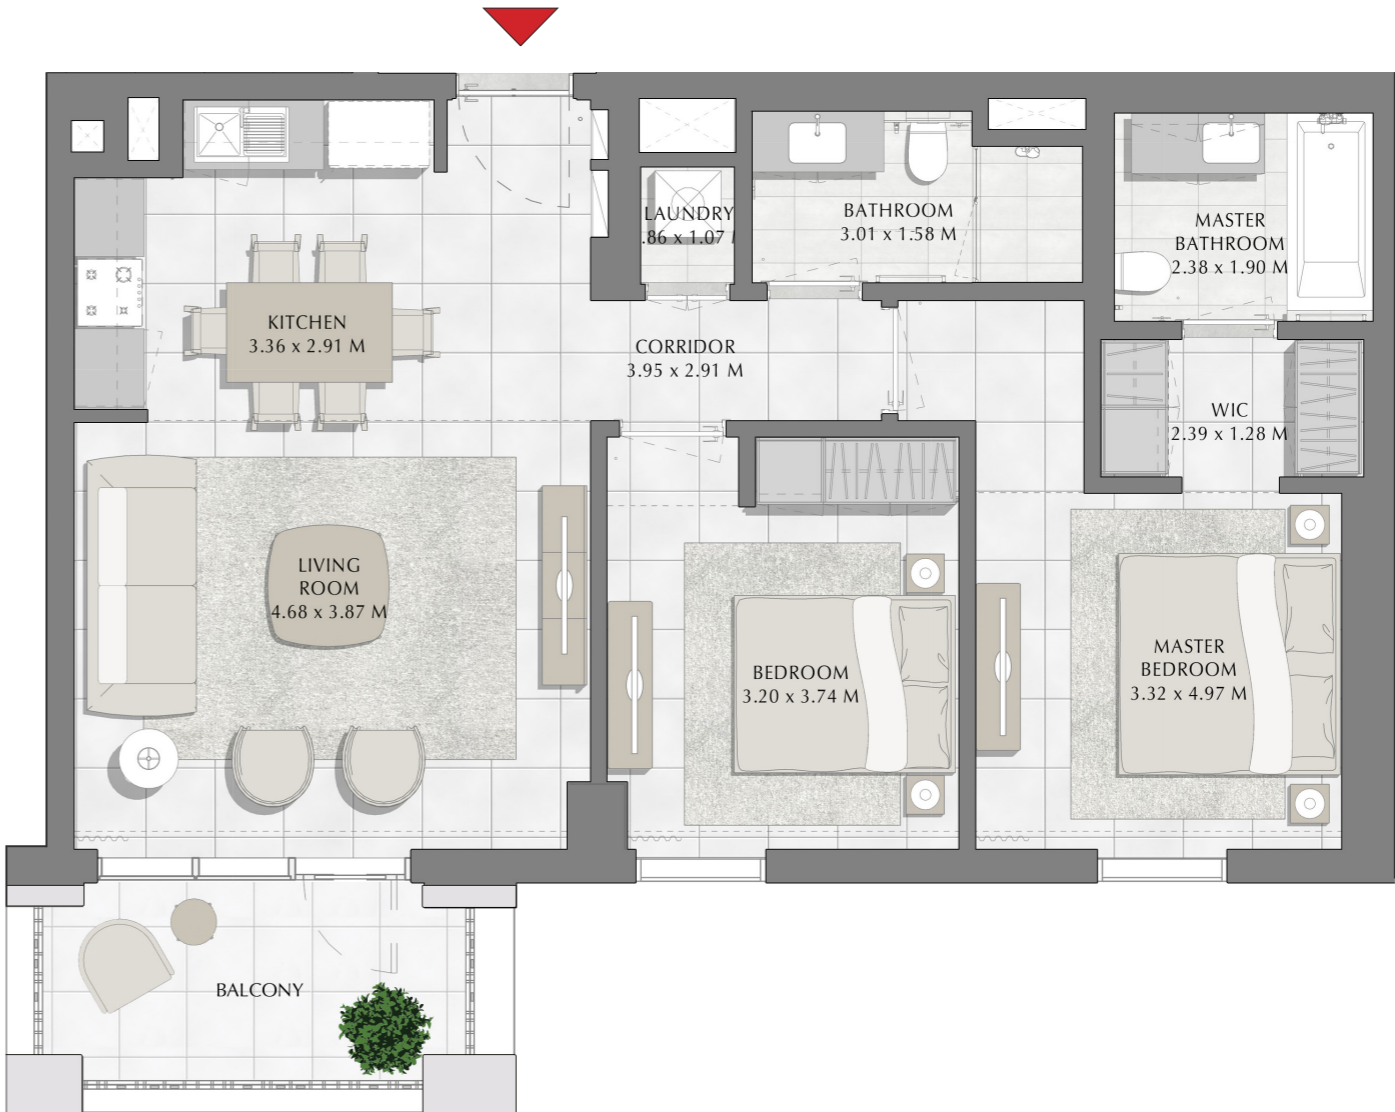 LAUNDRY
.86 x 1.07
BATHROOM
3.01 x 1.58 M
MASTER
BATHROOM
2.38 x 1.90 M
KITCHEN
3.36 x 2.91 M
CORRIDOR
3.95 x 2.91 M
WIC
2.39 x 1.28 M
LIVING
ROOM
4.68 x 3.87 M
BEDROOM
3.20 x 3.74 M
MASTER
BEDROOM
3.32 x 4.97 M
BALCONY